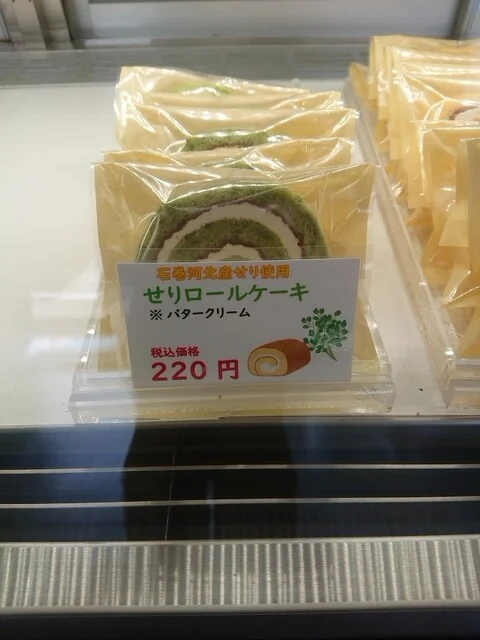 石巻河北産せり使用
せりロールケーキ
※ バタークリーム
税込価格
220 円